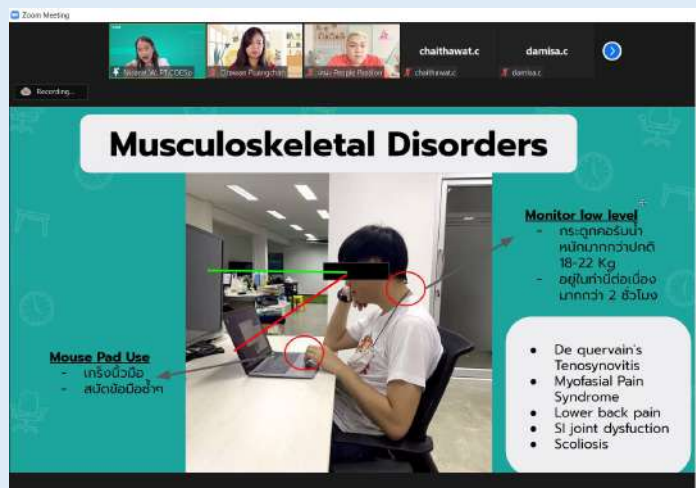 Zoom Meeting
chaithawat.c
damisa.c
chaithawat.c
damisa.c
Recording...
Musculoskeletal Disorders
Monitor low level
- กระดูกคอรับน้ำ
หนักมากกว่าปกติ
18-22 Kg
- อยู่ในท่านี้ต่อเนื่อง
มากกว่า 2 ชั่วโมง
Mouse Pad Use
- เกร็งนิ้วมือ
- สบัดข้อมือซ้ำๆ
• De quervain's
Tenosynovitis
• Myofasial Pain
Syndrome
• Lower back pain
• SI joint dysfuction
• Scoliosis